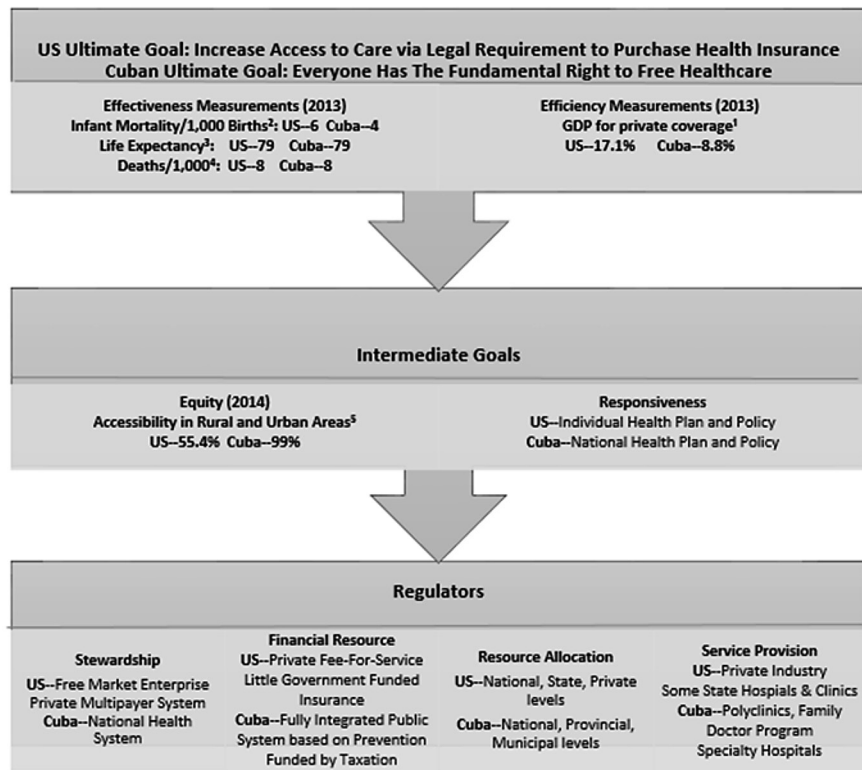 US Ultimate Goal: Increase Access to Care via Legal Requirement to Purchase Health Insurance
Cuban Ultimate Goal: Everyone Has The Fundamental Right to Free Healthcare
Effectiveness Measurements (2013)
Infant Mortality/1,000 Births²: US--6 Cuba--4
Life Expectancy³: US--79 Cuba--79
Deaths/1,000⁴: US--8 Cuba--8
Efficiency Measurements (2013)
GDP for private coverage¹
US--17.1% Cuba--8.8%
Intermediate Goals
Equity (2014)
Accessibility in Rural and Urban Areas⁵
US--55.4% Cuba--99%
Responsiveness
US--Individual Health Plan and Policy
Cuba--National Health Plan and Policy
Regulators
Stewardship
US--Free Market Enterprise
Private Multipayer System
Cuba--National Health
System
Financial Resource
US--Private Fee-For-Service
Little Government Funded
Insurance
Cuba--Fully Integrated Public
System based on Prevention
Funded by Taxation
Resource Allocation
US--National, State, Private
levels
Cuba--National, Provincial,
Municipal levels
Service Provision
US--Private Industry
Some State Hospials & Clinics
Cuba--Polyclinics, Family
Doctor Program
Specialty Hospitals